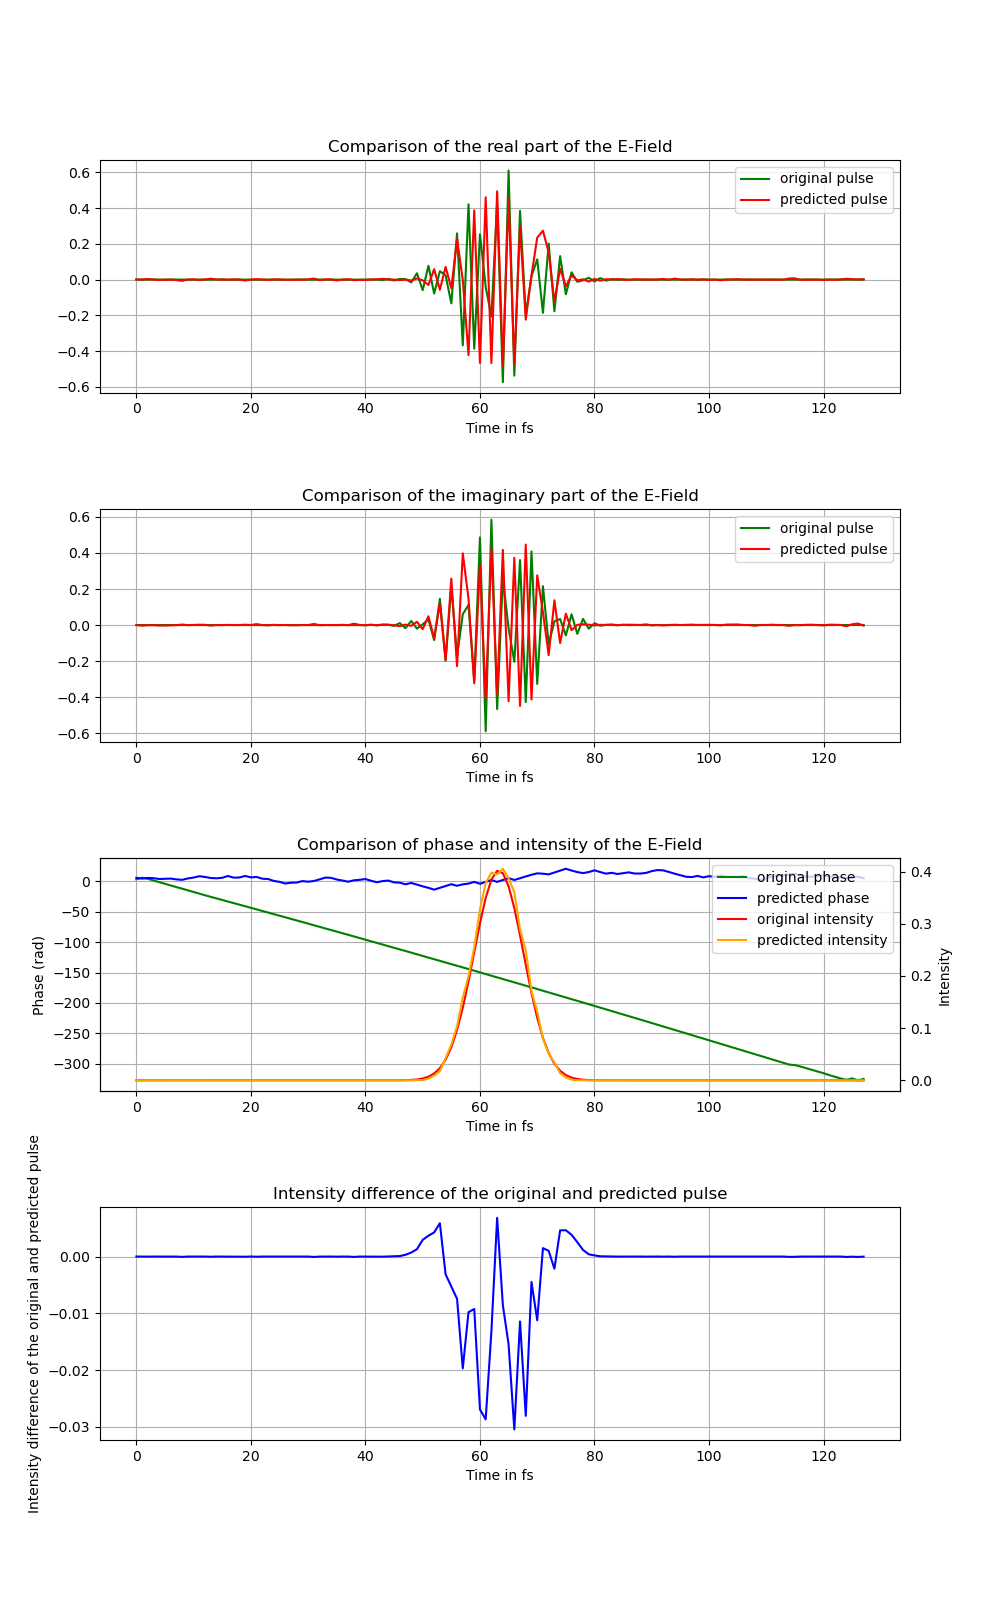 Comparison of the real part of the E-Field
original pulse
predicted pulse
0.6
0.4
0.2
0.0
−0.2
−0.4
−0.6
0 20 40 60 80 100 120
Time in fs
Comparison of the imaginary part of the E-Field
original pulse
predicted pulse
0.6
0.4
0.2
0.0
−0.2
−0.4
−0.6
0 20 40 60 80 100 120
Time in fs
Comparison of phase and intensity of the E-Field
original phase
predicted phase
original intensity
predicted intensity
Phase (rad)
0
−50
−100
−150
−200
−250
−300
0.4
0.3
0.2
0.1
0.0
Intensity
0 20 40 60 80 100 120
Time in fs
Intensity difference of the original and predicted pulse
Intensity difference of the original and predicted pulse
0.00
−0.01
−0.02
−0.03
0 20 40 60 80 100 120
Time in fs